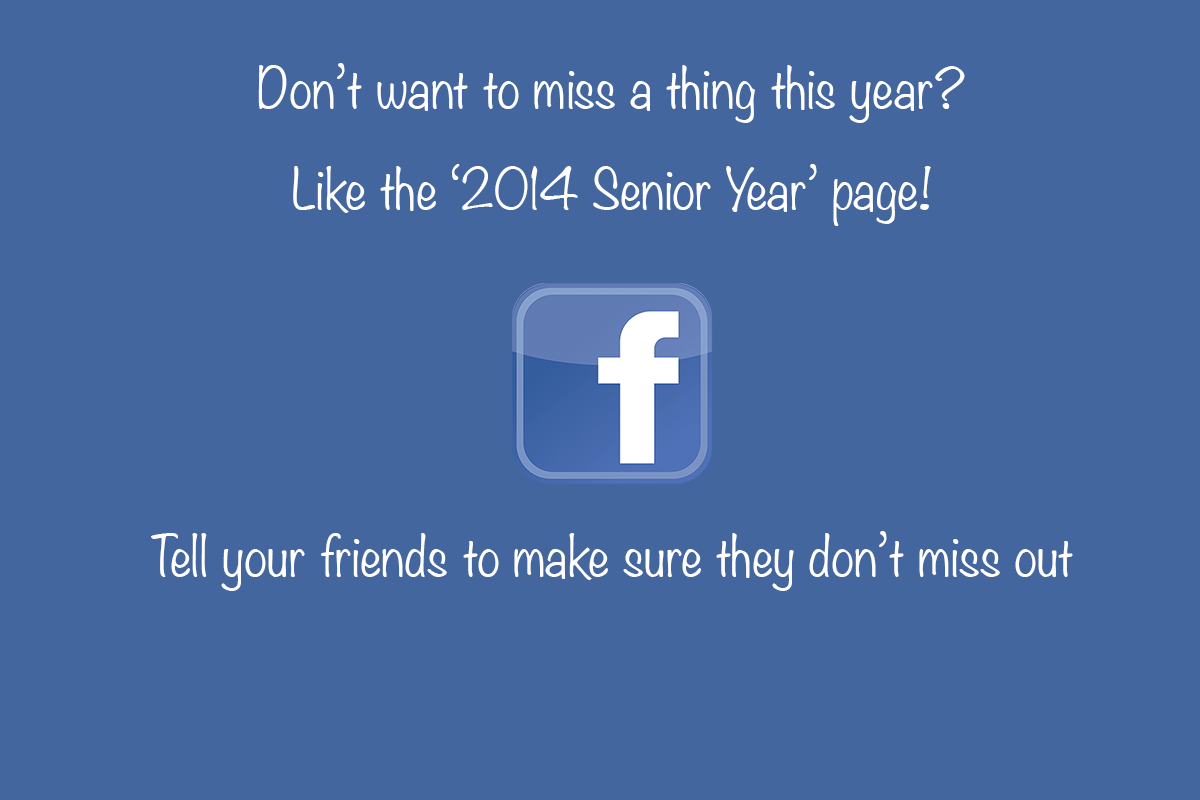 Don't want to miss a thing this year?
Like the ‘2014 Senior Year’ page!
f
Tell your friends to make sure they don't miss out